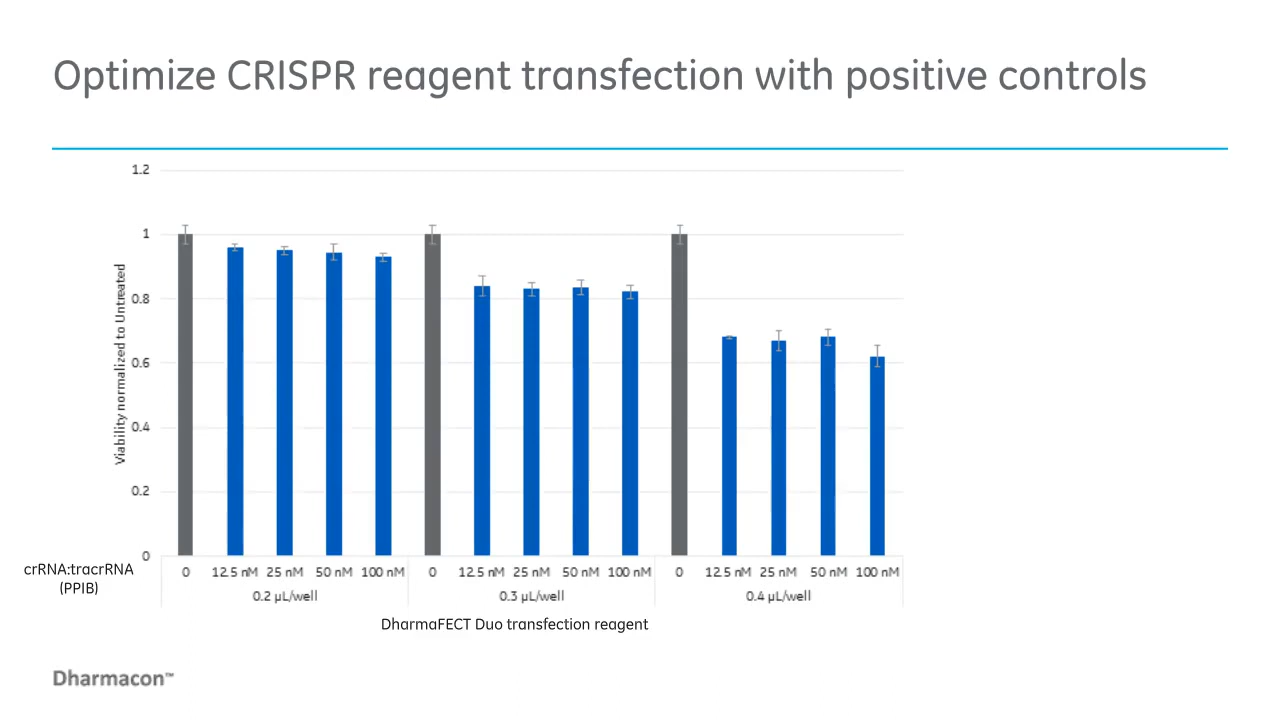 Optimize CRISPR reagent transfection with positive controls
1.2
1
0.8
0.6
0.4
0.2
0
Viability normalized to Untreated
crRNA:tracrRNA
(PPIB)
0 12.5 nM 25 nM 50 nM 100 nM 0 12.5 nM 25 nM 50 nM 100 nM 0 12.5 nM 25 nM 50 nM 100 nM
0.2 µL/well 0.3 µL/well 0.4 µL/well
DharmaFECT Duo transfection reagent
Dharmacon™